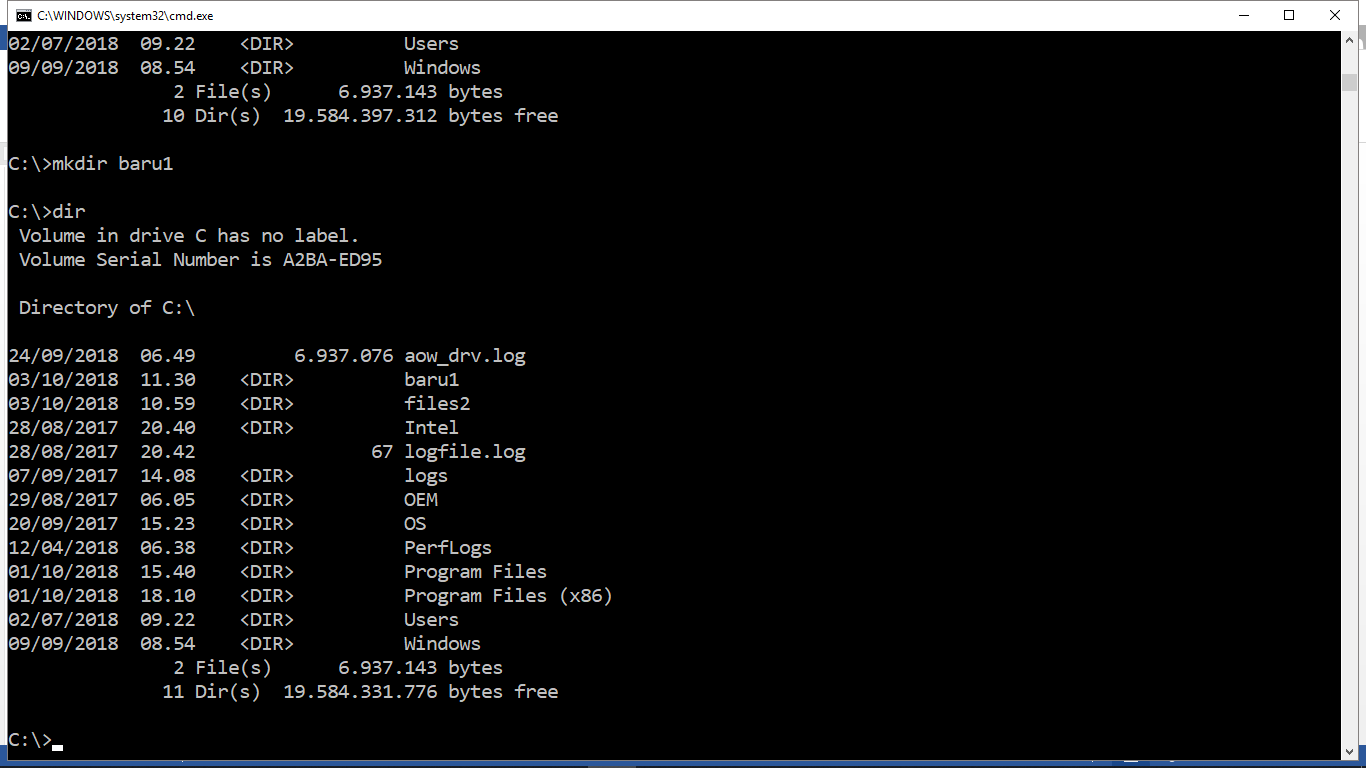 C:\WINDOWS\system32\cmd.exe
02/07/2018  09.22    <DIR>          Users
09/09/2018  08.54    <DIR>          Windows
               2 File(s)      6.937.143 bytes
              10 Dir(s)  19.584.397.312 bytes free
C:\>mkdir baru1
C:\>dir
 Volume in drive C has no label.
 Volume Serial Number is A2BA-ED95
 Directory of C:\
24/09/2018  06.49         6.937.076 aow_drv.log
03/10/2018  11.30    <DIR>          baru1
03/10/2018  10.59    <DIR>          files2
28/08/2017  20.40    <DIR>          Intel
28/08/2017  20.42                67 logfile.log
07/09/2017  14.08    <DIR>          logs
29/08/2017  06.05    <DIR>          OEM
20/09/2017  15.23    <DIR>          OS
12/04/2018  06.38    <DIR>          PerfLogs
01/10/2018  15.40    <DIR>          Program Files
01/10/2018  18.10    <DIR>          Program Files (x86)
02/07/2018  09.22    <DIR>          Users
09/09/2018  08.54    <DIR>          Windows
               2 File(s)      6.937.143 bytes
              11 Dir(s)  19.584.331.776 bytes free
C:\>